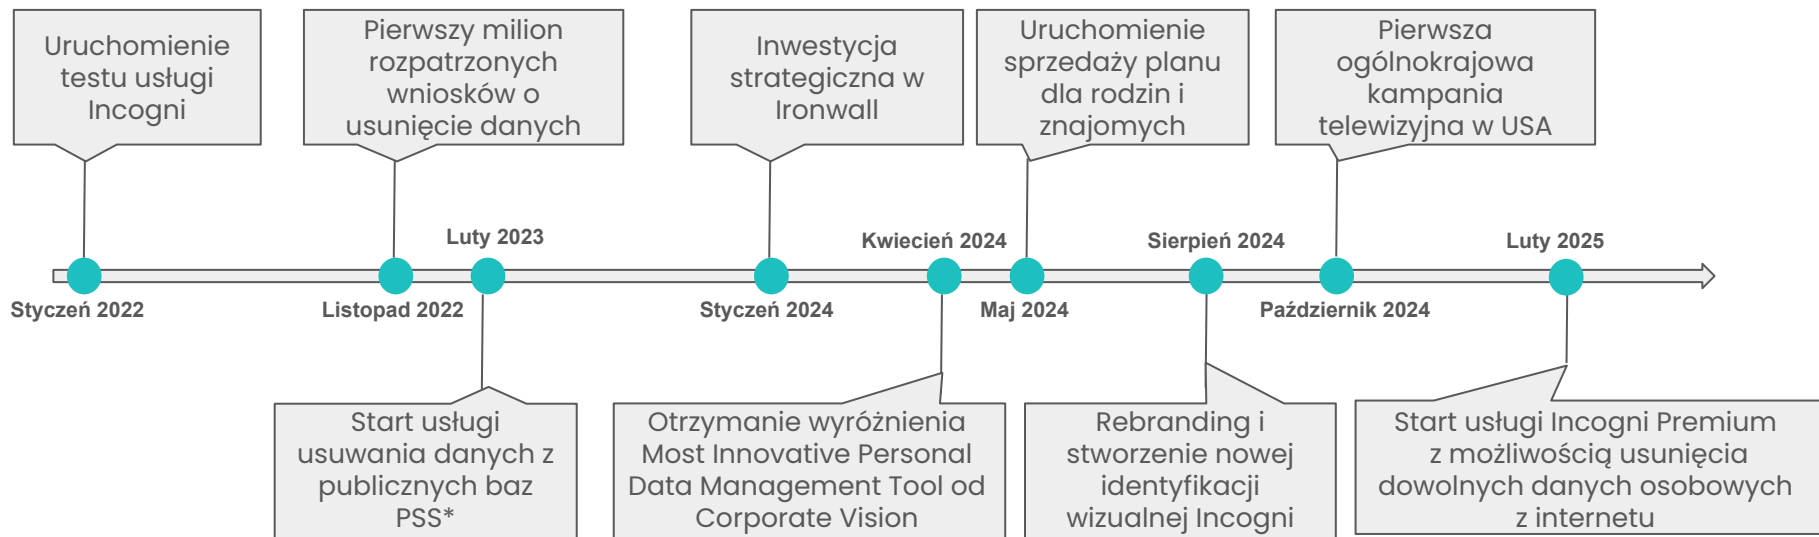 Uruchomienie
testu usługi
Incogni
Pierwszy milion
rozpatrzonych
wniosków o
usunięcie danych
Inwestycja
strategiczna w
Ironwall
Uruchomienie
sprzedaży planu
dla rodzin i
znajomych
Pierwsza
ogólnokrajowa
kampania
telewizyjna w USA
Luty 2023
Kwiecień 2024
Sierpień 2024
Luty 2025
Styczeń 2022
Listopad 2022
Styczeń 2024
Maj 2024
Październik 2024
Start usługi
usuwania danych z
publicznych baz
PSS*
Otrzymanie wyróżnienia
Most Innovative Personal
Data Management Tool od
Corporate Vision
Rebranding i
stworzenie nowej
identyfikacji
wizualnej Incogni
Start usługi Incogni Premium
z możliwością usunięcia
dowolnych danych osobowych
z internetu